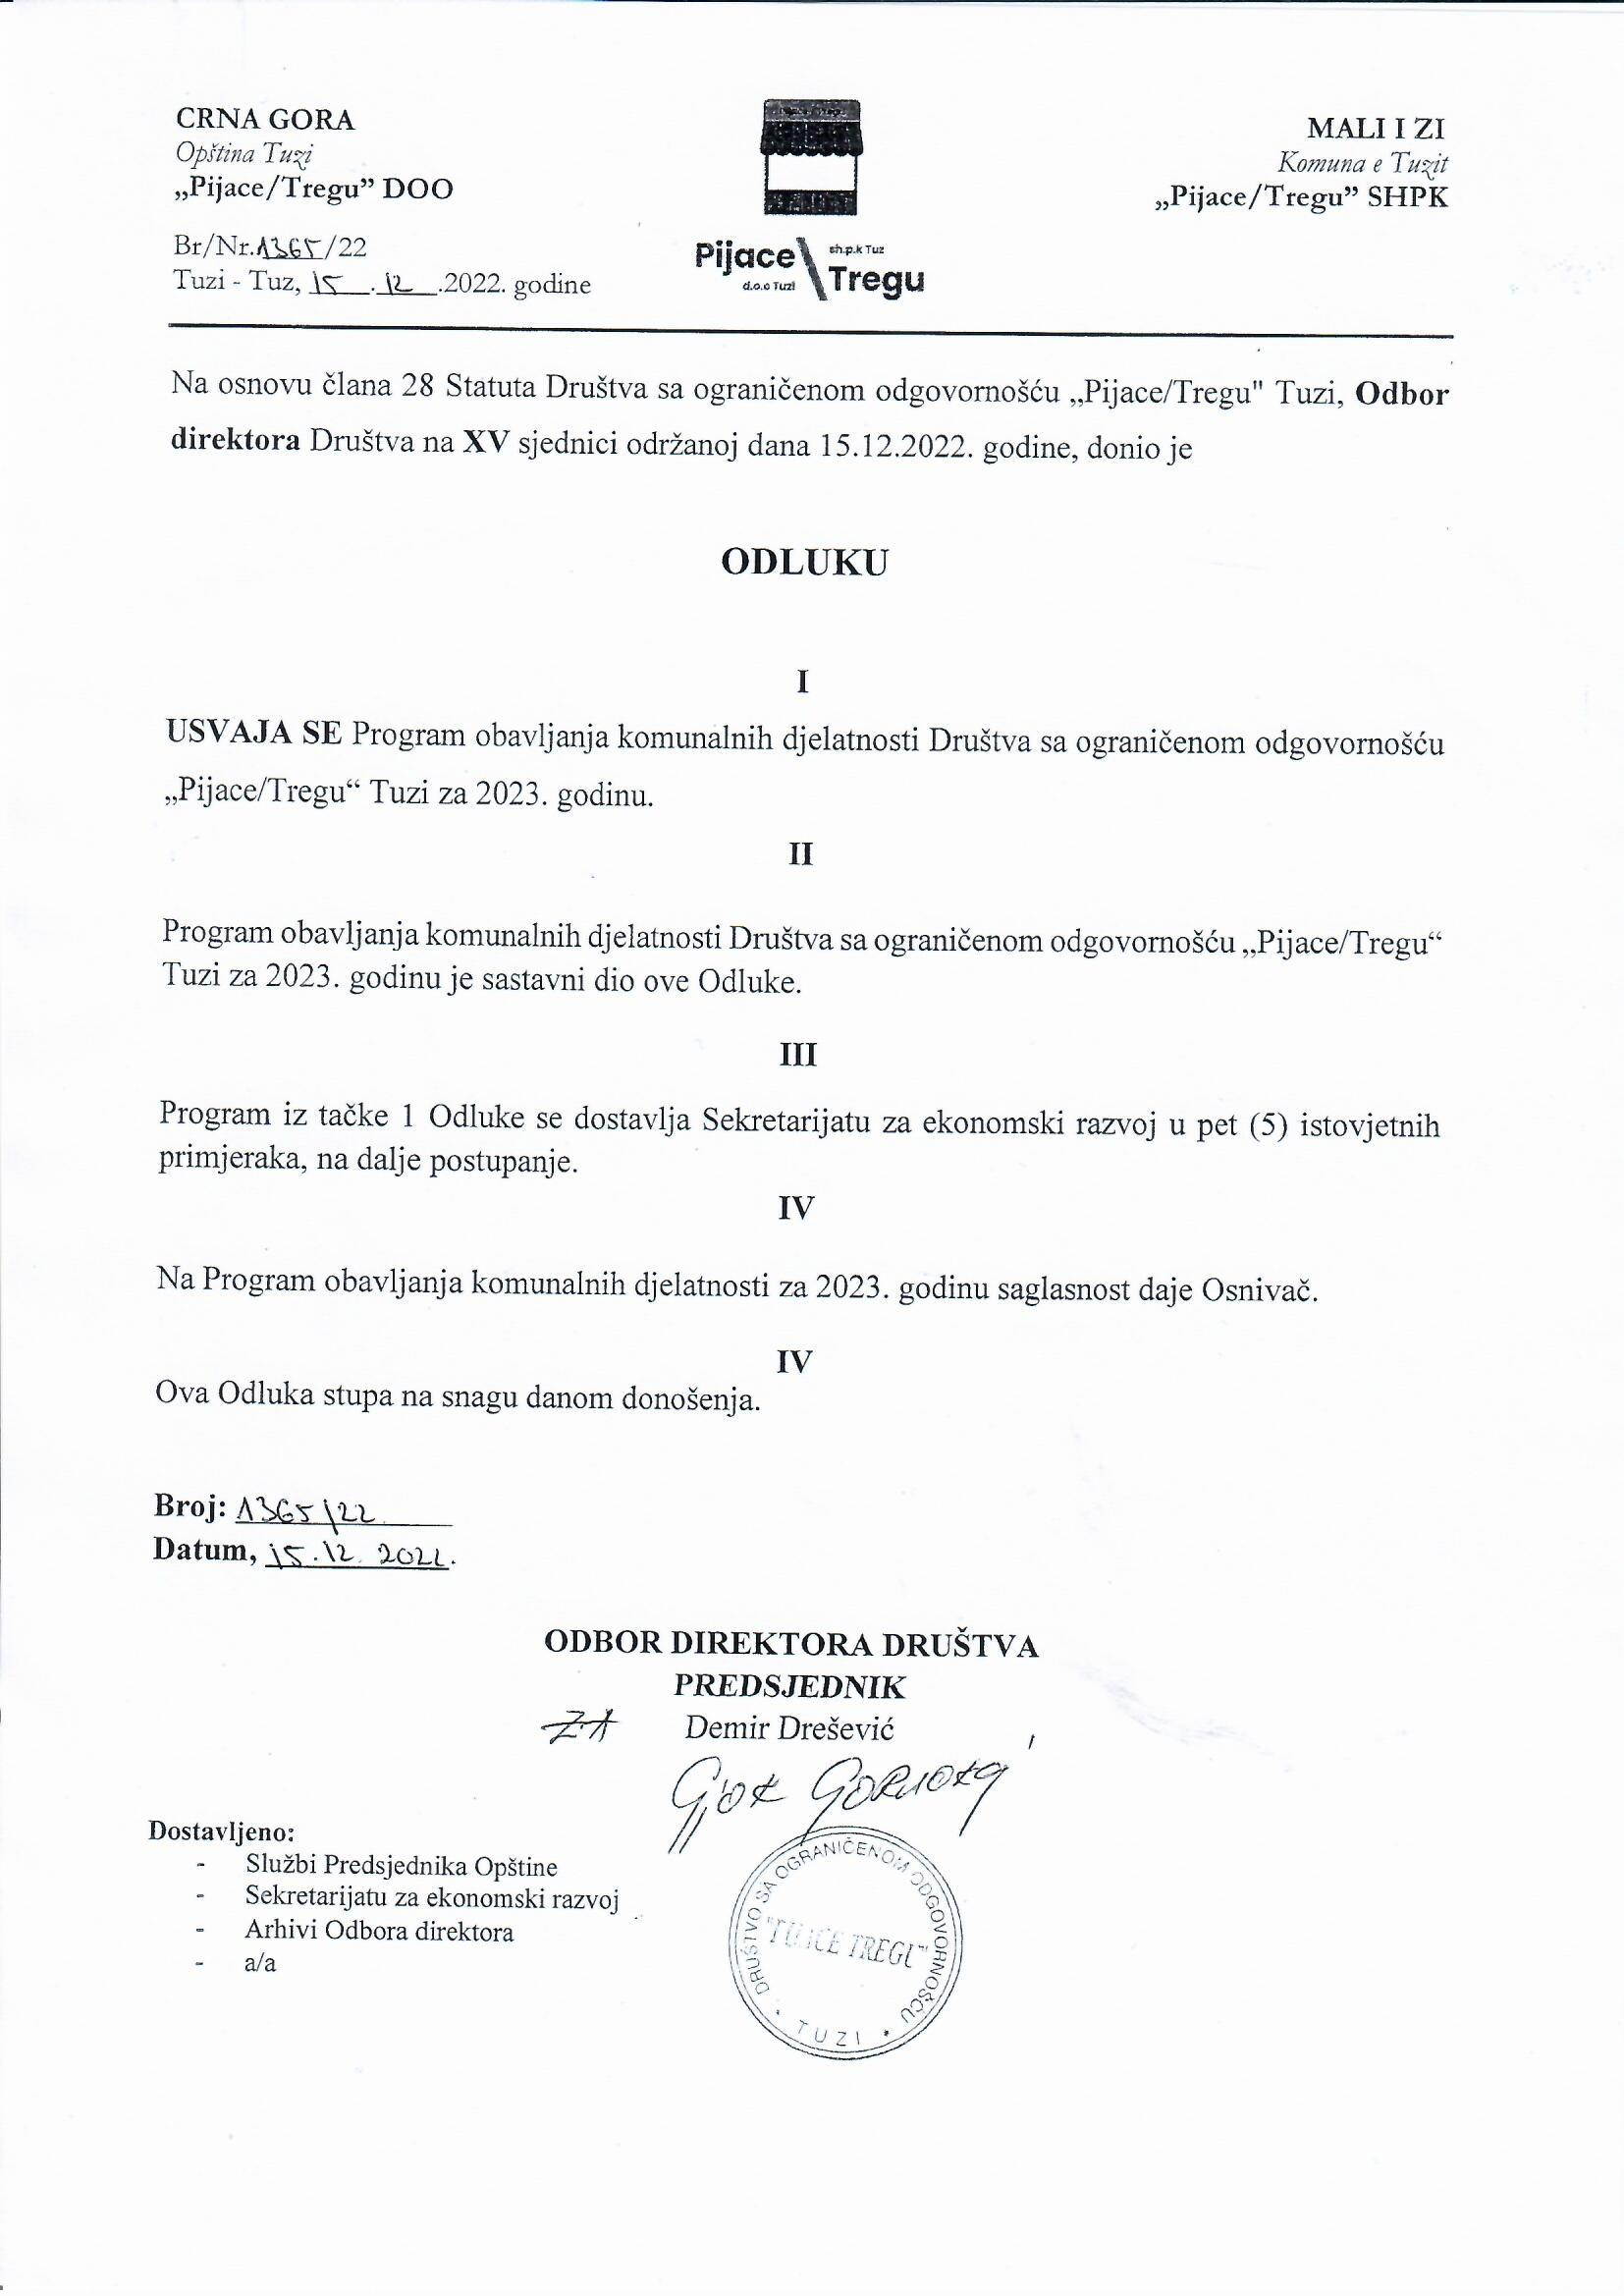 CRNA GORA
Opština Tuzi
„Pijace/Tregu” DOO
Br/Nr.1365/22
Tuzi - Tuz, 15.12.2022. godine
Pijace\ sh.p.k Tuz
d.o.o Tuzi \Tregu
MALI I ZI
Komuna e Tuzit
„Pijace/Tregu” SHPK
Na osnovu člana 28 Statuta Društva sa ograničenom odgovornošću „Pijace/Tregu" Tuzi, Odbor
direktora Društva na XV sjednici održanoj dana 15.12.2022. godine, donio je
ODLUKU
I
USVAJA SE Program obavljanja komunalnih djelatnosti Društva sa ograničenom odgovornošću
„Pijace/Tregu“ Tuzi za 2023. godinu.
II
Program obavljanja komunalnih djelatnosti Društva sa ograničenom odgovornošću „Pijace/Tregu“
Tuzi za 2023. godinu je sastavni dio ove Odluke.
III
Program iz tačke 1 Odluke se dostavlja Sekretarijatu za ekonomski razvoj u pet (5) istovjetnih
primjeraka, na dalje postupanje.
IV
Na Program obavljanja komunalnih djelatnosti za 2023. godinu saglasnost daje Osnivač.
IV
Ova Odluka stupa na snagu danom donošenja.
Broj: 1365/22
Datum, 15.12.2022.
ODBOR DIREKTORA DRUŠTVA
PREDSJEDNIK
ZA Demir Drešević
Gjok
Dostavljeno:
- Službi Predsjednika Opštine
- Sekretarijatu za ekonomski razvoj
- Arhivi Odbora direktora
- a/a
DRUŠTVO SA OGRANIČENOM ODGOVORNOŠĆU
TREGU"
• TUZI •